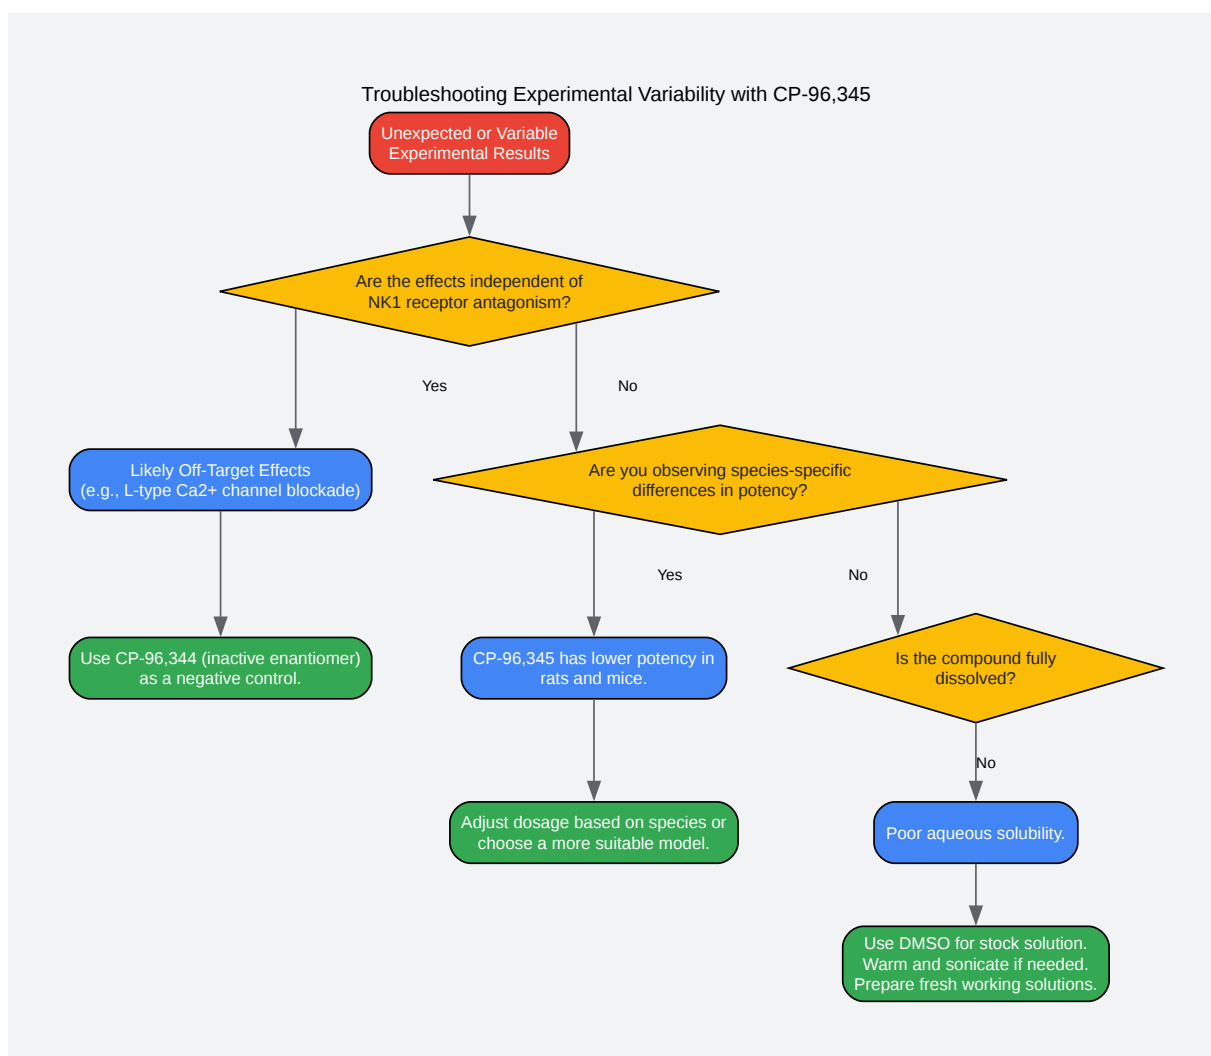 Troubleshooting Experimental Variability with CP-96,345
Unexpected or Variable
Experimental Results
Are the effects independent of
NK1 receptor antagonism?
Yes
No
Likely Off-Target Effects
(e.g., L-type Ca2+ channel blockade)
Are you observing species-specific
differences in potency?
Yes
No
Use CP-96,344 (inactive enantiomer)
as a negative control.
CP-96,345 has lower potency in
rats and mice.
Is the compound fully
dissolved?
No
Adjust dosage based on species or
choose a more suitable model.
Poor aqueous solubility.
Use DMSO for stock solution.
Warm and sonicate if needed.
Prepare fresh working solutions.